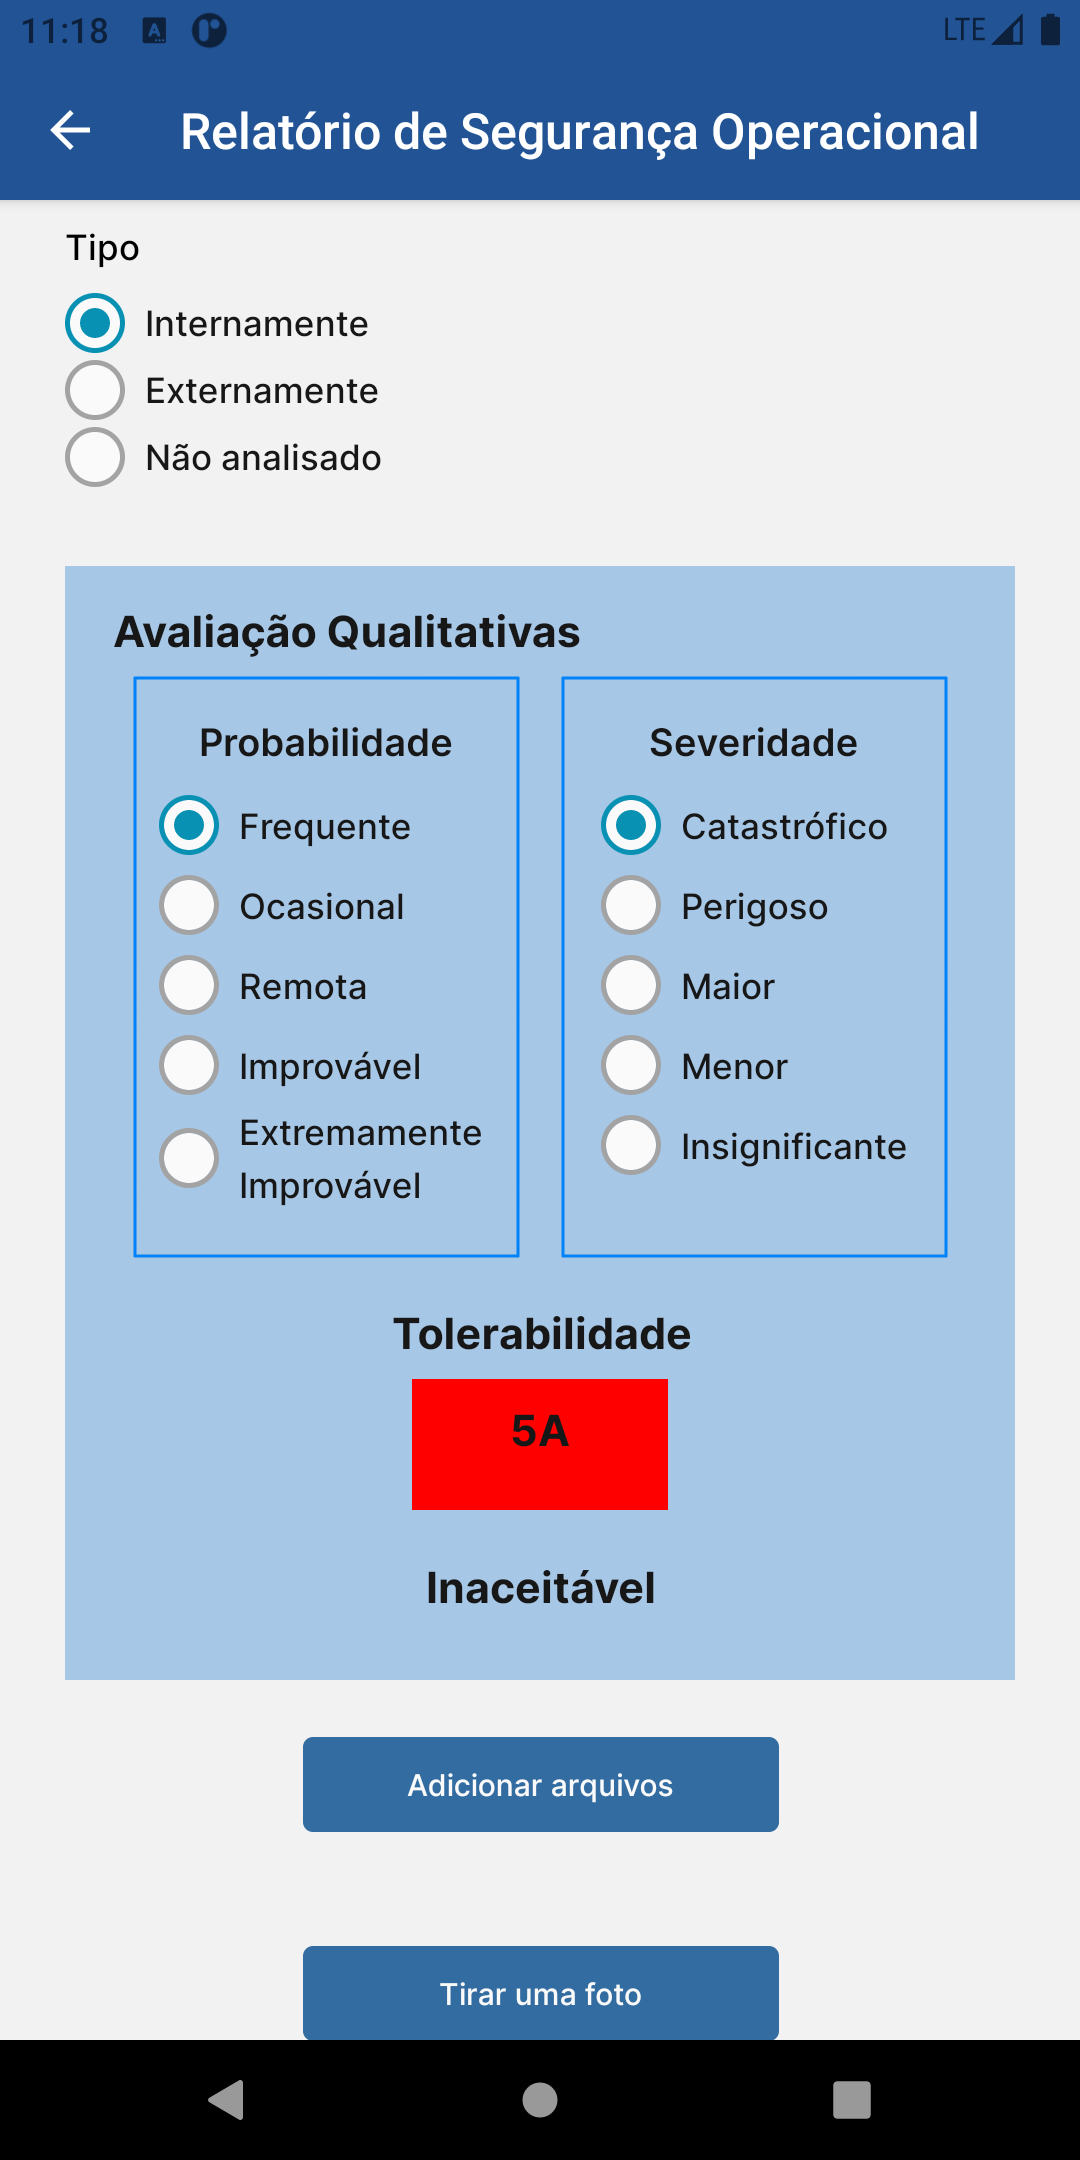 11:18
LTE
Relatório de Segurança Operacional
Tipo
Internamente
Externamente
Não analisado
Avaliação Qualitativas
Probabilidade
Frequente
Ocasional
Remota
Improvável
Extremamente
Improvável
Severidade
Catastrófico
Perigoso
Maior
Menor
Insignificante
Tolerabilidade
5A
Inaceitável
Adicionar arquivos
Tirar uma foto